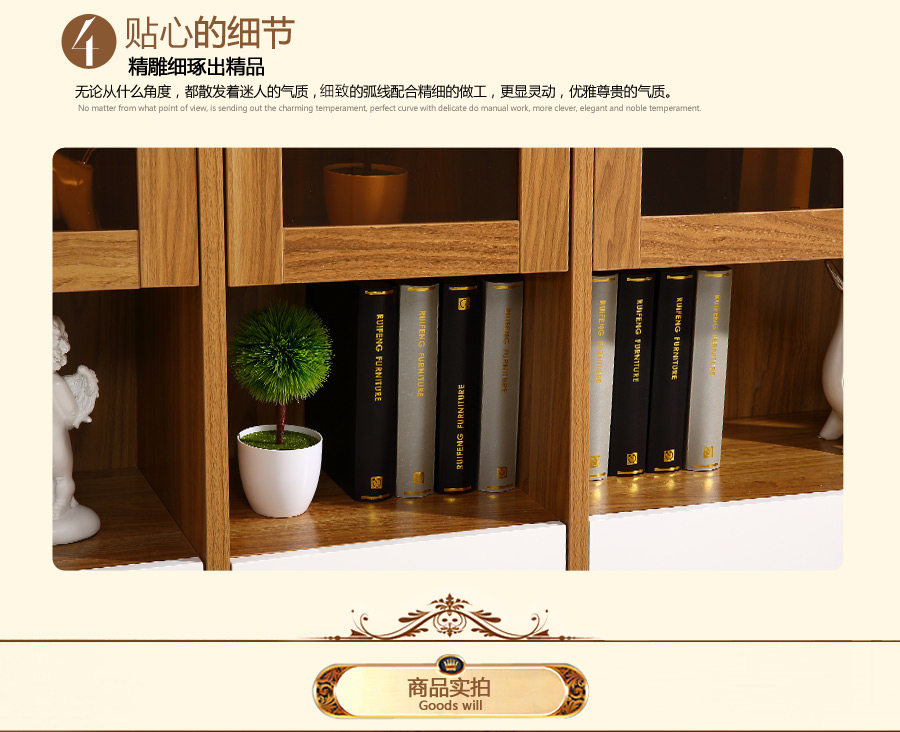 4
贴心的细节
精雕细琢出精品
无论从什么角度，都散发着迷人的气质，细致的弧线配合精细的做工，更显灵动，优雅尊贵的气质。
No matter from what point of view, is sending out the charming temperament, perfect curve with delicate do manual work, more clever, elegant and noble temperament.
RUIFENG FURNITURE
RUIFENG FURNITURE
RUIFENG FURNITURE
RUIFENG FURNITURE
RUIFENG FURNITURE
RUIFENG FURNITURE
RUIFENG FURNITURE
RUIFENG FURNITURE
商品实拍
Goods will